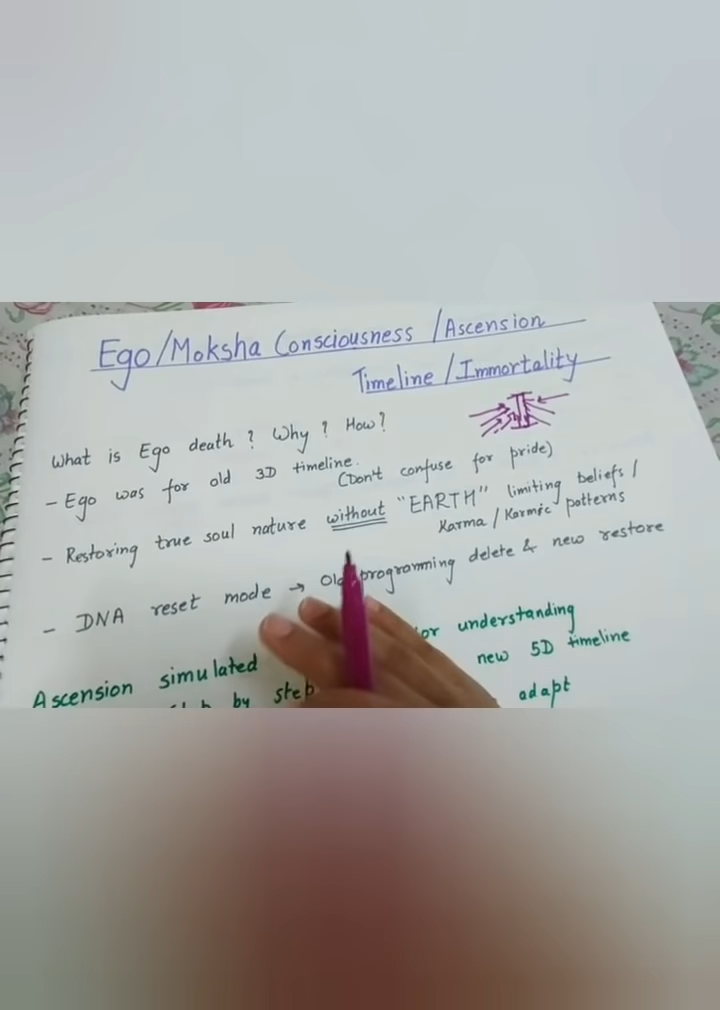 Ego/Moksha Consciousness /Ascension
Timeline/Immortality
What is Ego death? Why? How?
- Ego was for old 3D timeline.
(Don't confuse for pride)
- Restoring true soul nature without "EARTH" limiting beliefs/
Karma/Karmic patterns
- DNA reset mode → Old programming delete & new restore
Ascension simulated for understanding
by step new 5D timeline
adapt